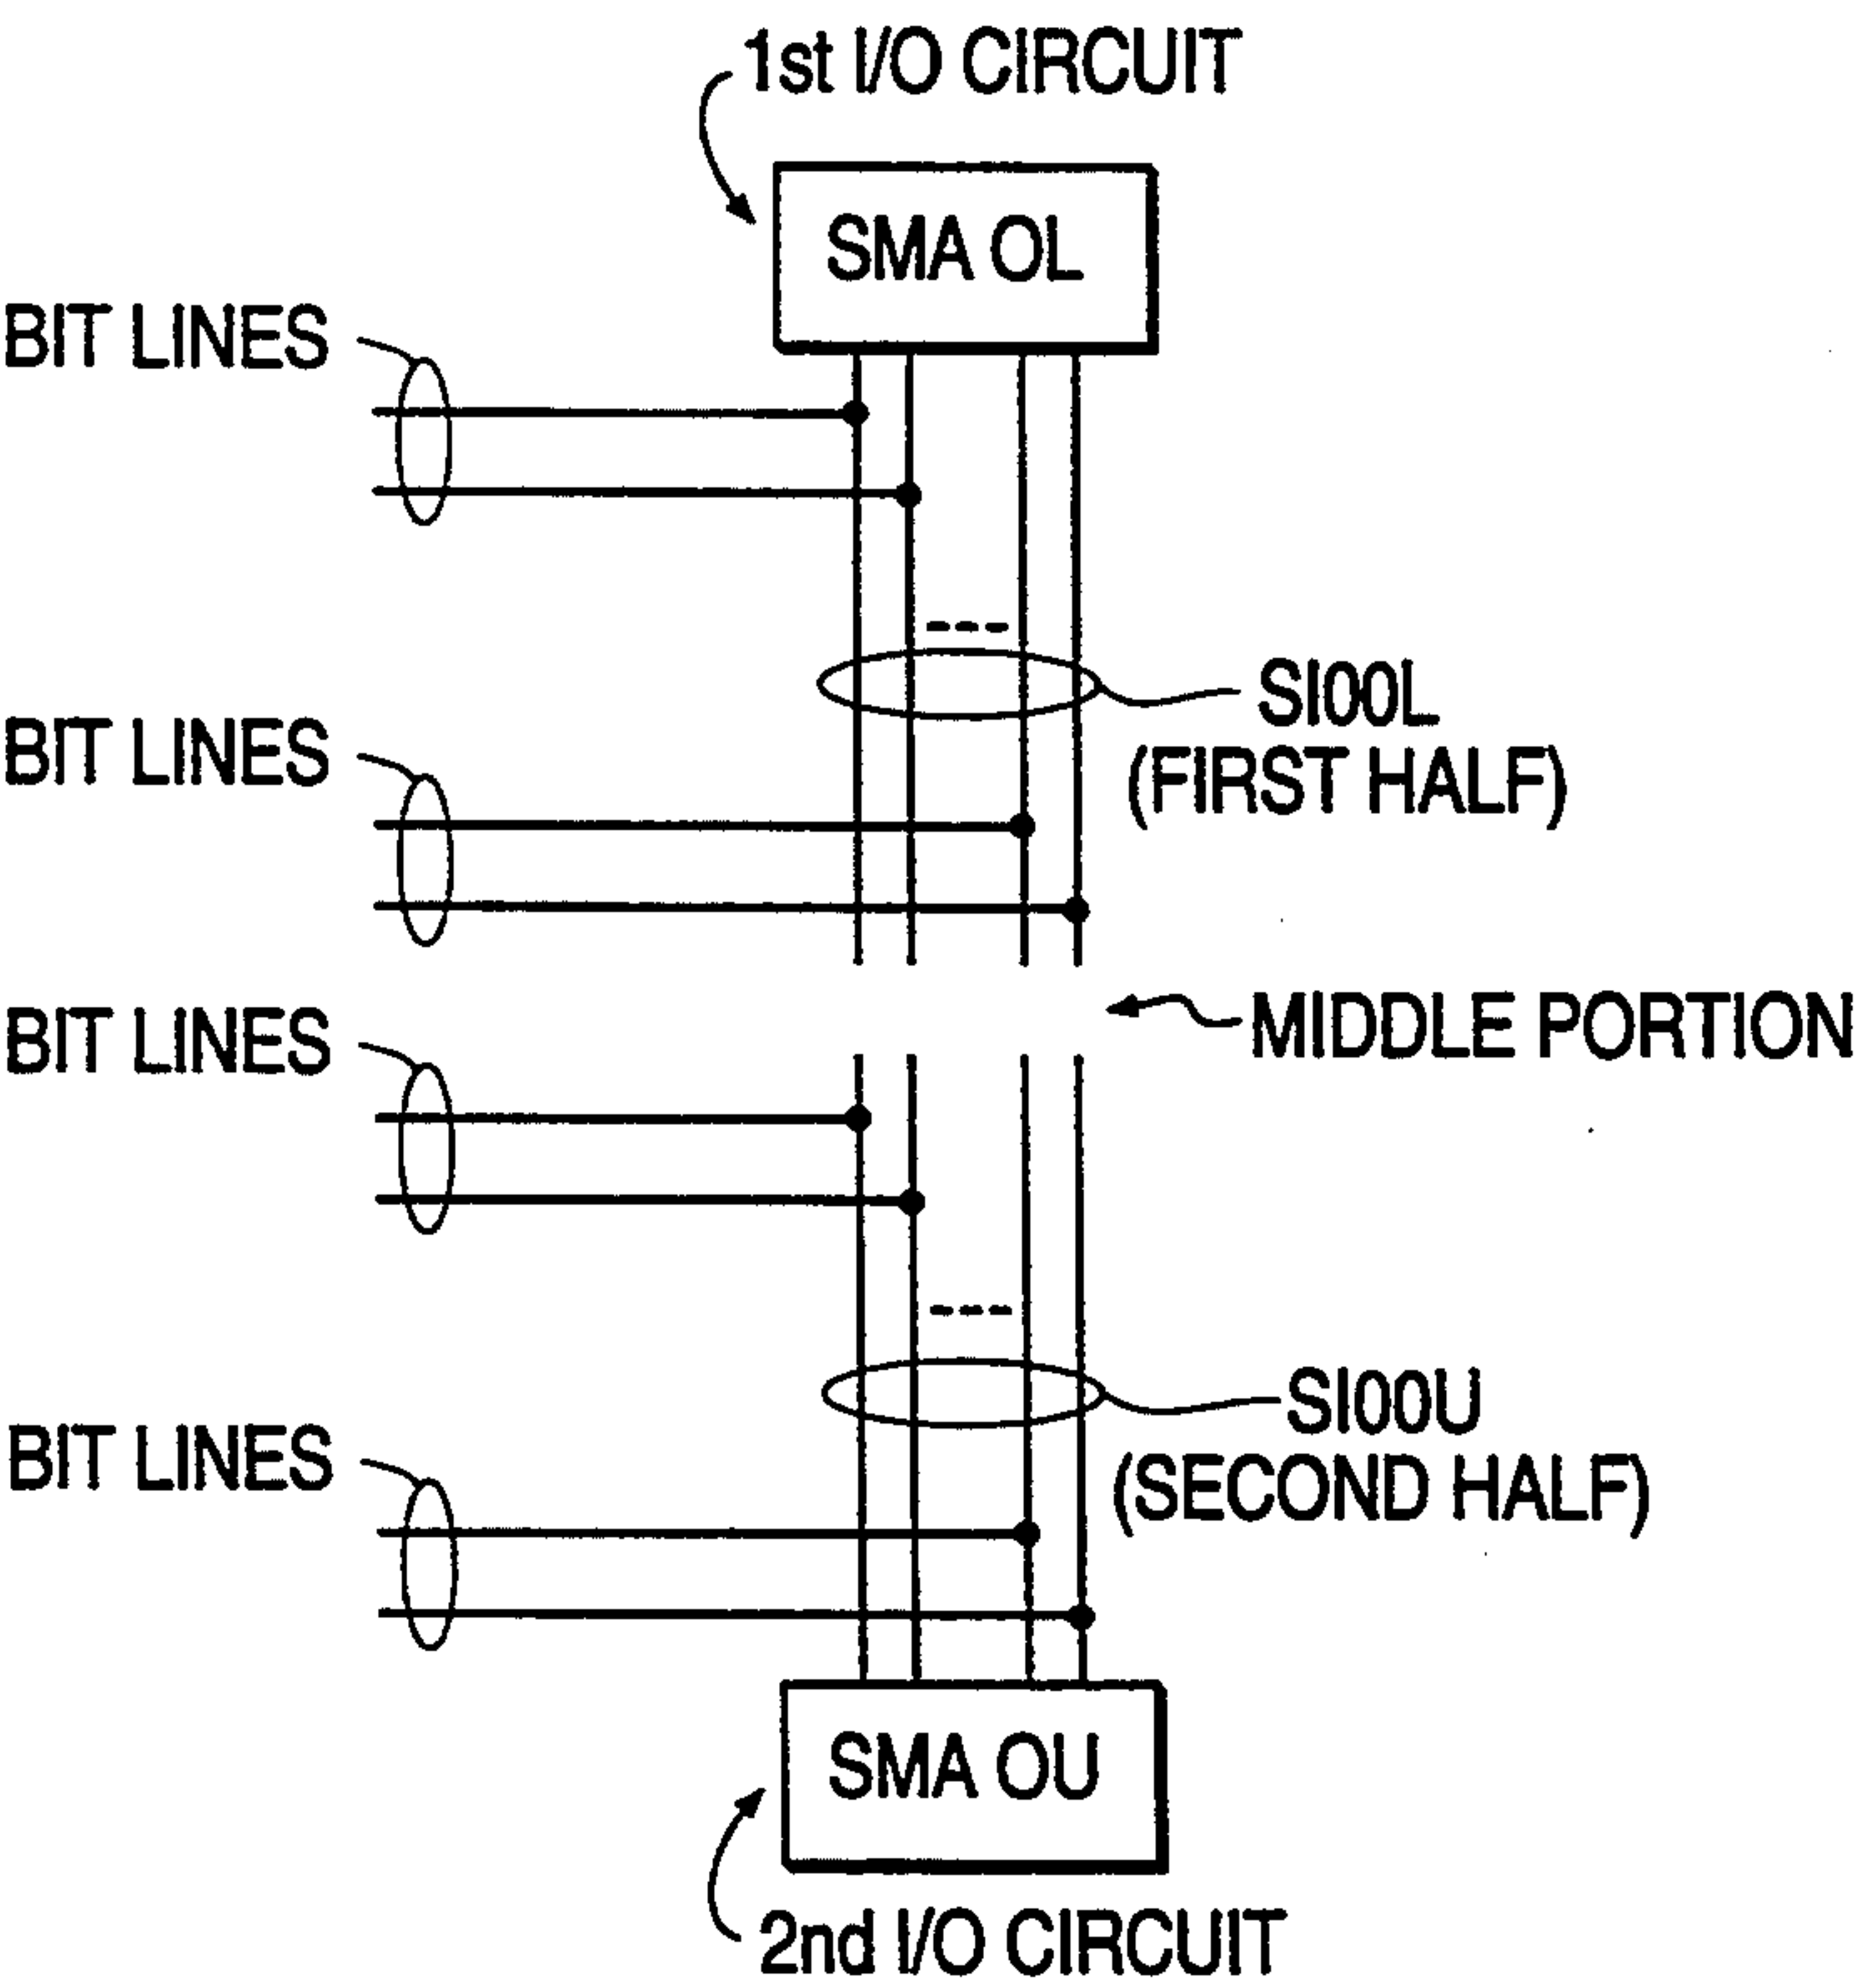 1st I/O CIRCUIT
SMA OL
BIT LINES
SI00L
(FIRST HALF)
BIT LINES
MIDDLE PORTION
BIT LINES
SI00U
(SECOND HALF)
BIT LINES
SMA OU
2nd I/O CIRCUIT